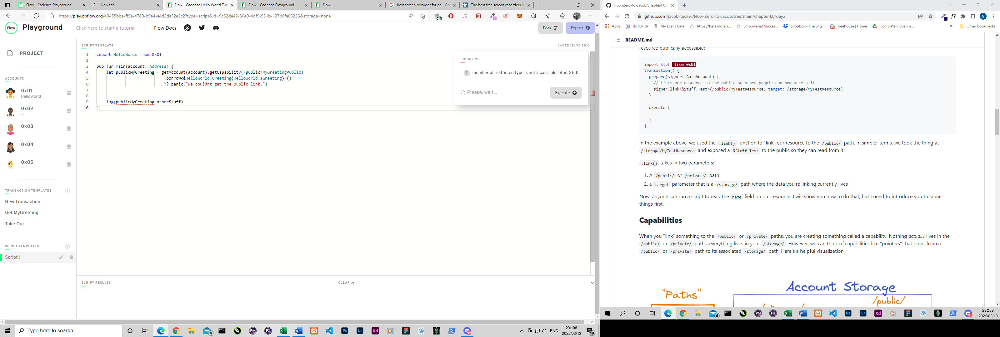 Flow - Cadence Playground
New tab
Flow - Cadence Hello World Tut
Flow - Cadence Playground
Flow -
best screen recorder for pc - Go
The best free screen recorders in
https://play.onflow.org/43455bbe-ff5a-4780-b9e4-a4d2da52e2c2?type=script&id=9c52de42-30e9-4df9-951b-127b6fe06226&storage=none
42
Flow
Playground
Click here to start a tutorial
Flow Docs
Fork
Export
PROJECT
ACCOUNTS
0x01
HelloWorld
0x02
--
0x03
--
0x04
--
0x05
--
TRANSACTION TEMPLATES
New Transaction
Get MyGreeting
Take Out
SCRIPT TEMPLATES
Script 1
SCRIPT TEMPLATE
CADENCE: V0.20.0
1 import HelloWorld from 0x01
2
3 pub fun main(account: Address) {
4 let publicMyGreeting = getAccount(account).getCapability(/public/MyGreetingPublic)
5 .borrow<&HelloWorld.Greeting{HelloWorld.IGreeting}>()
6 ?? panic("We couldnt get the public link.")
7
8
9 log(publicMyGreeting.otherStuff)
10 }
PROBLEMS
1 member of restricted type is not accessible: otherStuff
Please, wait...
Execute
SCRIPT RESULTS
CLEAR
Type here to search
4
PM
FX
Ps
Lr
Xd
9+
ENG
23:08
2022/03/13
10
Flow-Zero-to-Jacob/chapter4.0/d
github.com/jacob-tucker/Flow-Zero-to-Jacob/tree/main/chapter4.0/day2
f?
G
Apps
doTERRA
My Event Cafe
https://beta-doterr...
Empowered Succes...
Dropbox - The Slig...
Treehouse | Home
Comp Plan Overvie...
»
Other bookmarks
README.md
resource publically accessible:
import Stuff from 0x01
transaction() {
prepare(signer: AuthAccount) {
// Links our resource to the public so other people can now access it
signer.link<&Stuff.Test>(/public/MyTestResource, target: /storage/MyTestResource)
}
execute {
}
}
In the example above, we used the .link() function to "link" our resource to the /public/ path. In simpler terms, we took the thing at
/storage/MyTestResource and exposed a &Stuff.Test to the public so they can read from it.
.link() takes in two parameters:
1. A /public/ or /private/ path
2. a target parameter that is a /storage/ path where the data you're linking currently lives
Now, anyone can run a script to read the name field on our resource. I will show you how to do that, but I need to introduce you to some
things first.
Capabilities
When you "link" something to the /public/ or /private/ paths, you are creating something called a capability. Nothing actually lives in the
/public/ or /private/ paths, everything lives in your /storage/. However, we can think of capabilities like "pointers" that point from a
/public/ or /private/ path to its associated /storage/ path. Here's a helpful visualization:
"Paths"
Account Storage
/public/
4
PM
FX
Ps
Lr
Xd
9+
23:08
2022/03/13